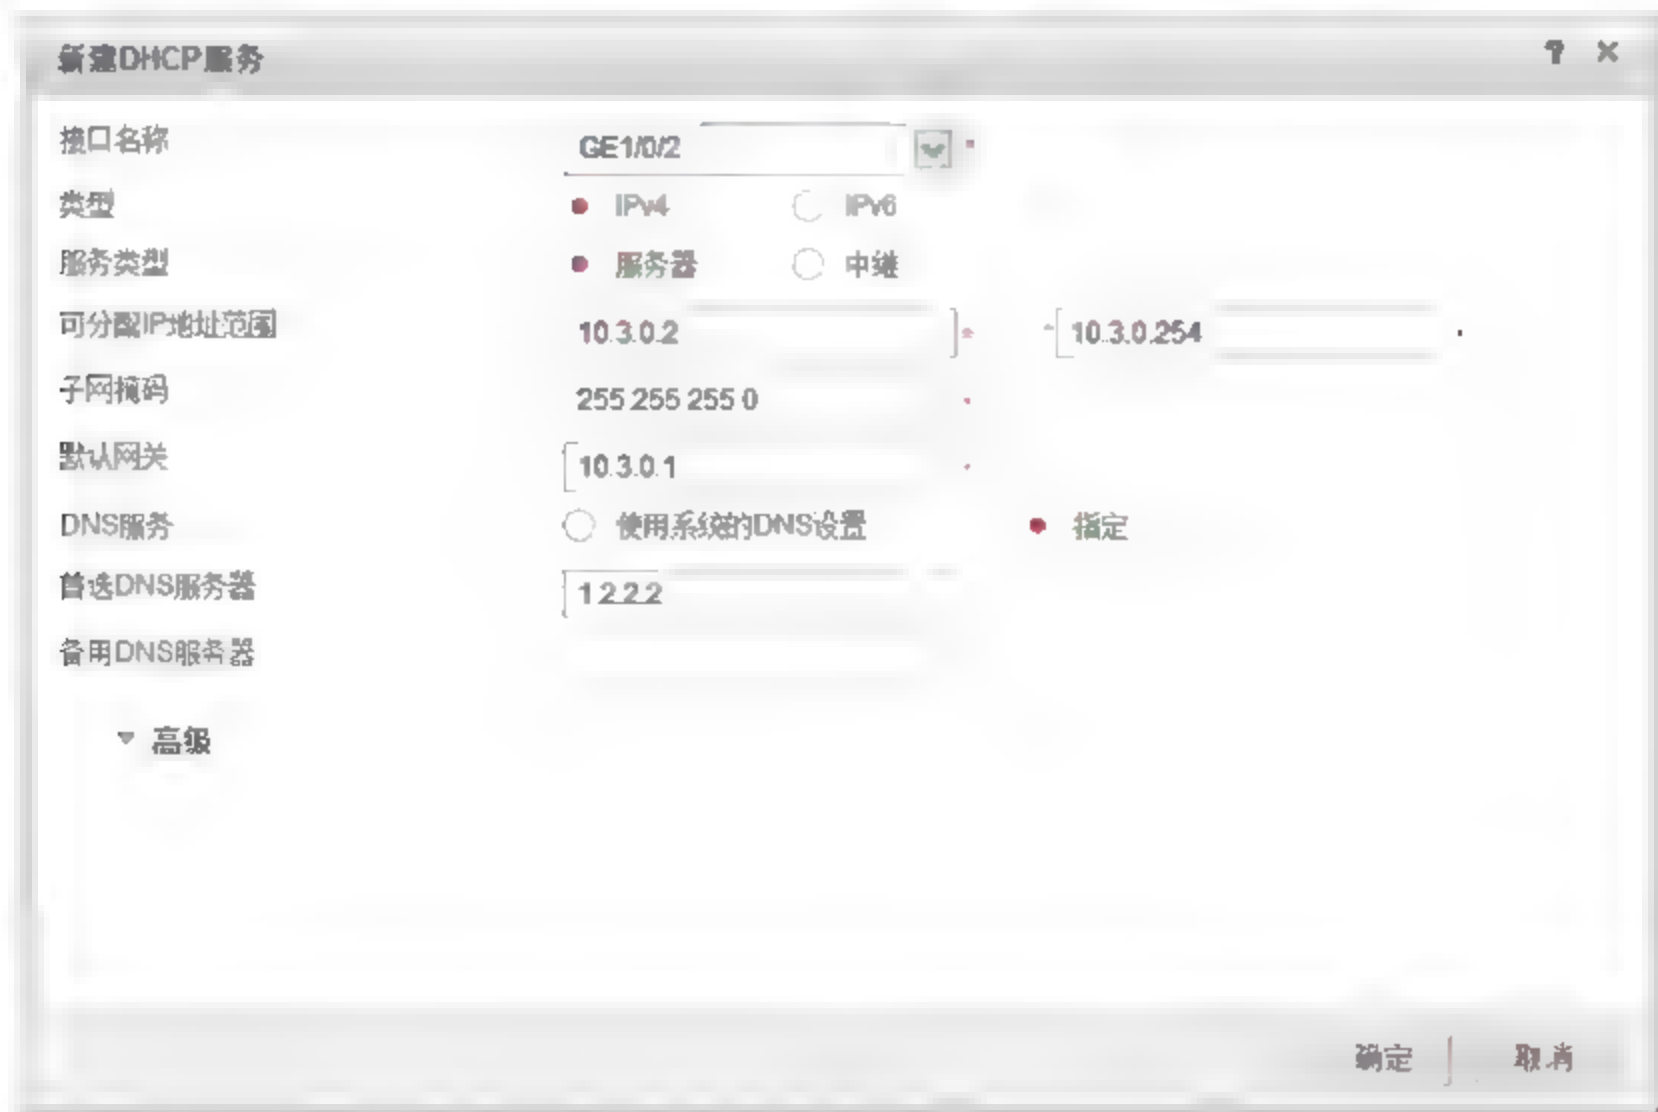 新建DHCP服务 ? ×
接口名称 GE1/0/2 *
类型 IPv4 IPv6
服务类型 服务器 中继
可分配IP地址范围 10.3.0.2 * - 10.3.0.254 *
子网掩码 255.255.255.0 *
默认网关 10.3.0.1 *
DNS服务 使用系统的DNS设置 指定
首选DNS服务器 1.2.2.2
备用DNS服务器
高级
确定 取消